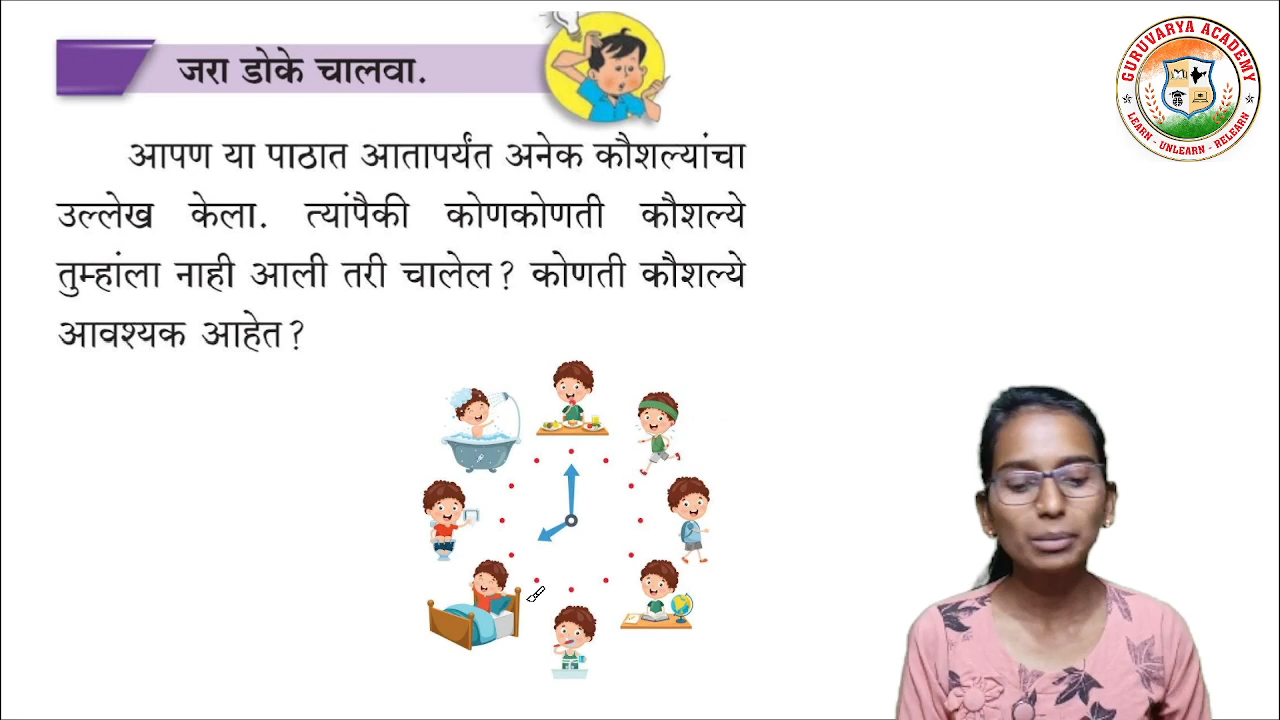 जरा डोके चालवा.
आपण या पाठात आतापर्यंत अनेक कौशल्यांचा
उल्लेख केला. त्यांपैकी कोणकोणती कौशल्ये
तुम्हांला नाही आली तरी चालेल? कोणती कौशल्ये
आवश्यक आहेत?
GURUVARYA ACADEMY
LEARN - UNLEARN - RELEARN